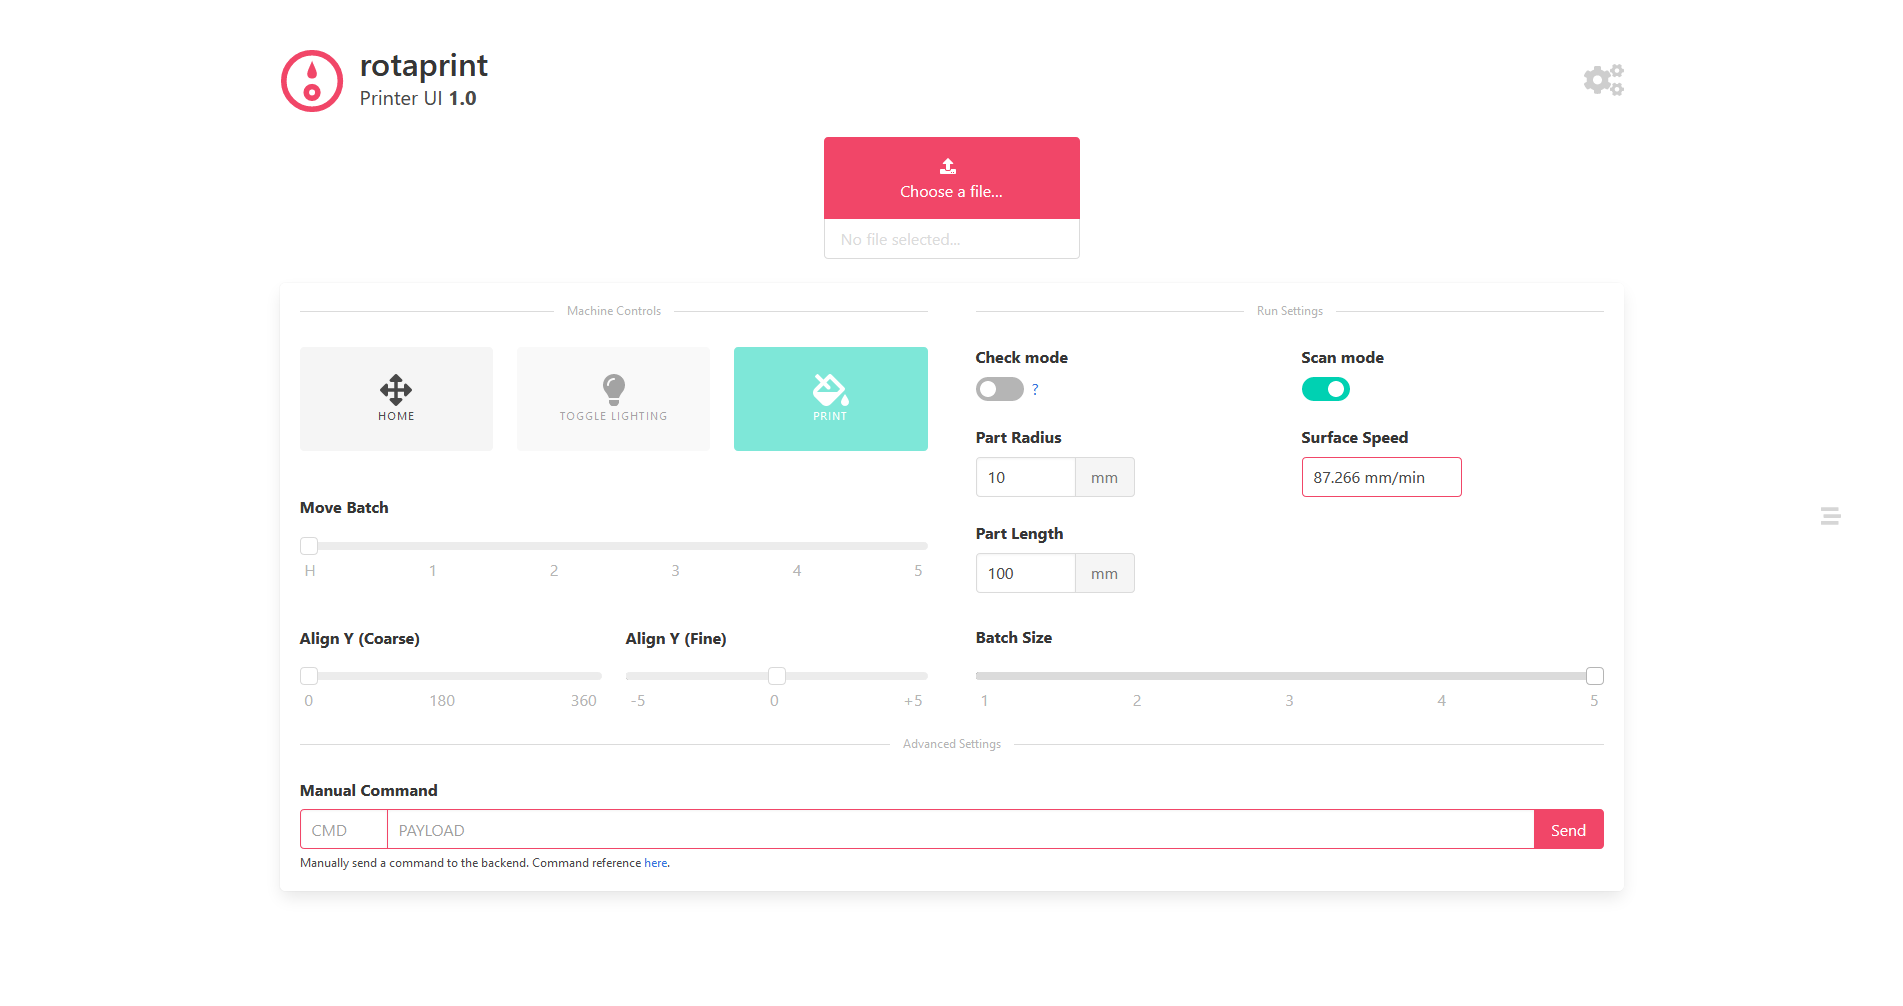 rotaprint
Printer UI 1.0
Choose a file...
No file selected...
Machine Controls
Run Settings
HOME
TOGGLE LIGHTING
PRINT
Check mode
?
Scan mode
Part Radius
10 mm
Surface Speed
87.266 mm/min
Move Batch
H 1 2 3 4 5
Part Length
100 mm
Align Y (Coarse)
0 180 360
Align Y (Fine)
-5 0 +5
Batch Size
1 2 3 4 5
Advanced Settings
Manual Command
CMD PAYLOAD Send
Manually send a command to the backend. Command reference here.